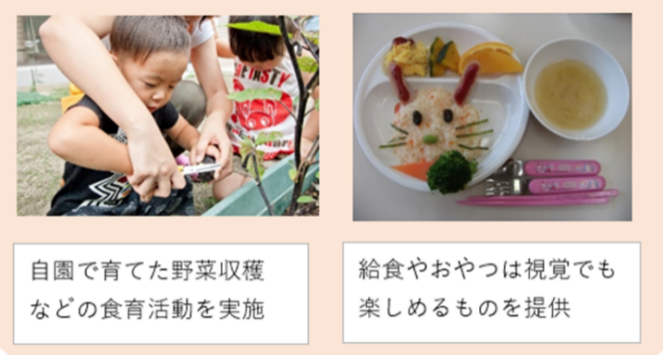 TASTY
自園で育てた野菜収穫
などの食育活動を実施
給食やおやつは視覚でも
楽しめるものを提供